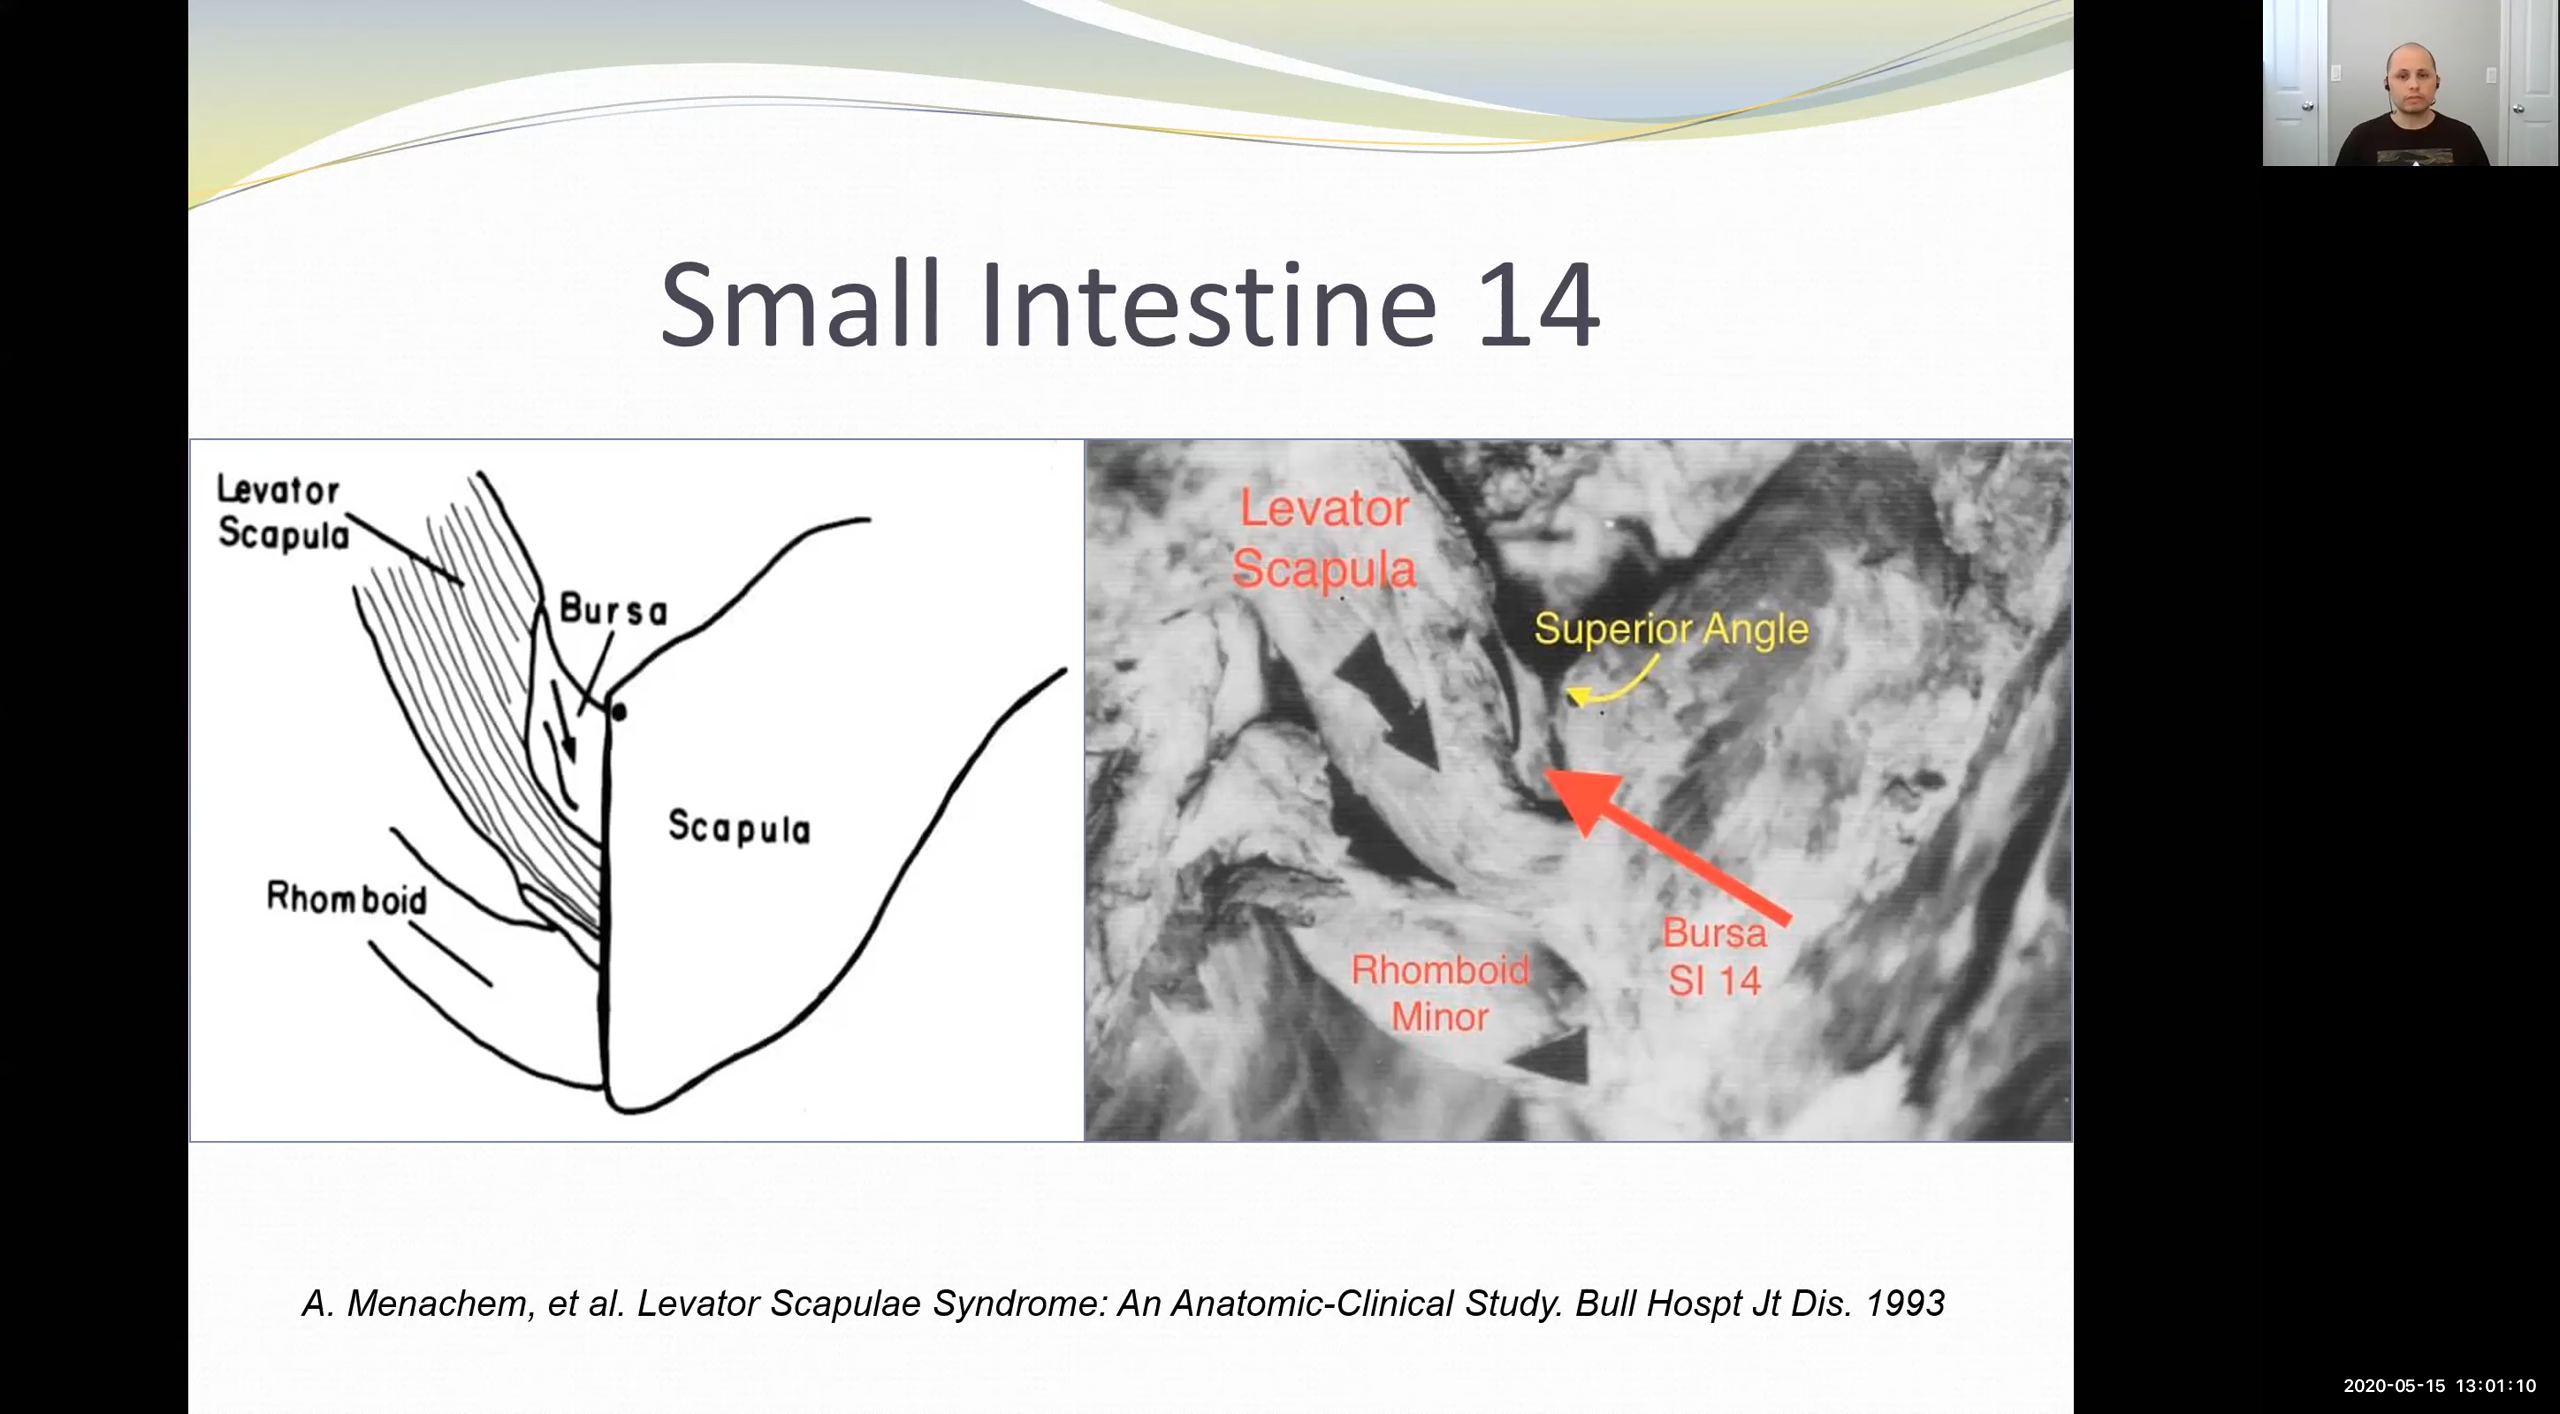 Small Intestine 14
Levator
Scapula
Bursa
Scapula
Rhomboid
Levator
Scapula
Superior Angle
Bursa
SI 14
Rhomboid
Minor
A. Menachem, et al. Levator Scapulae Syndrome: An Anatomic-Clinical Study. Bull Hospt Jt Dis. 1993
2020-05-15 13:01:10